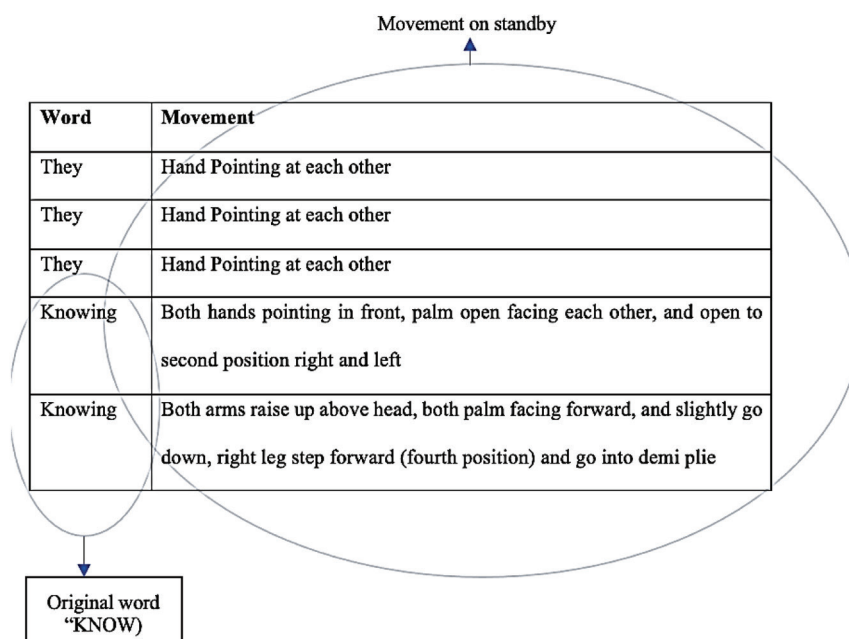 Movement on standby
Word Movement
They Hand Pointing at each other
They Hand Pointing at each other
They Hand Pointing at each other
Knowing Both hands pointing in front, palm open facing each other, and open to
second position right and left
Knowing Both arms raise up above head, both palm facing forward, and slightly go
down, right leg step forward (fourth position) and go into demi plie
Original word
“KNOW)